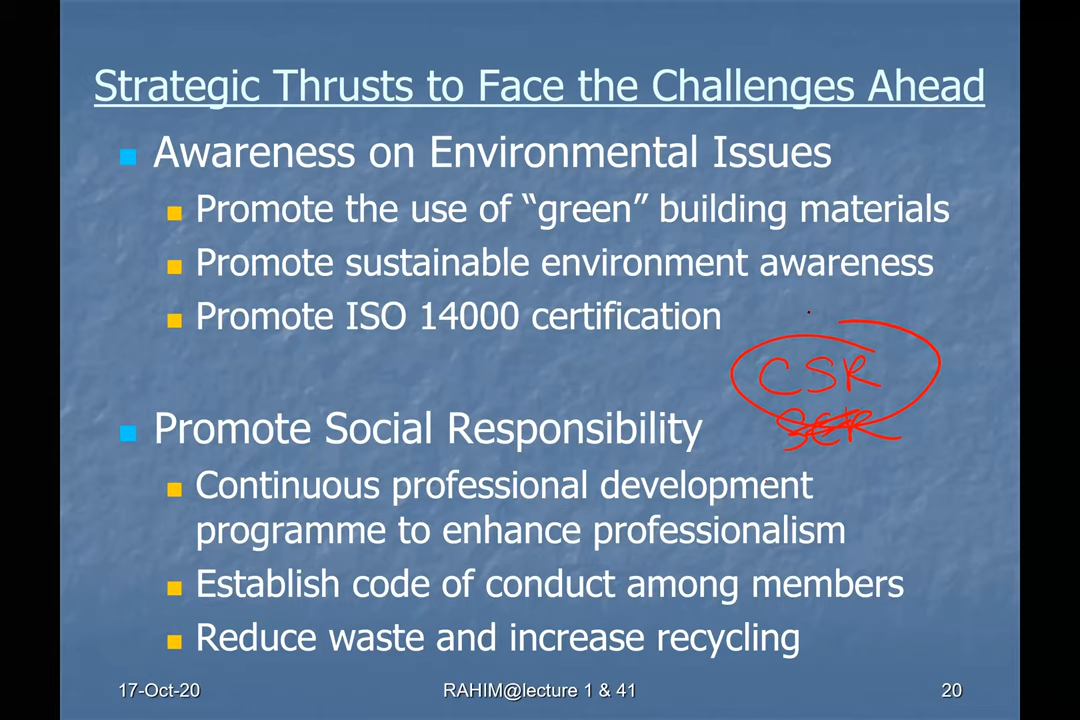 Strategic Thrusts to Face the Challenges Ahead
Awareness on Environmental Issues
Promote the use of “green” building materials
Promote sustainable environment awareness
Promote ISO 14000 certification
CSR
Promote Social Responsibility
Continuous professional development
programme to enhance professionalism
Establish code of conduct among members
Reduce waste and increase recycling
17-Oct-20
RAHIM@lecture 1 & 41
20